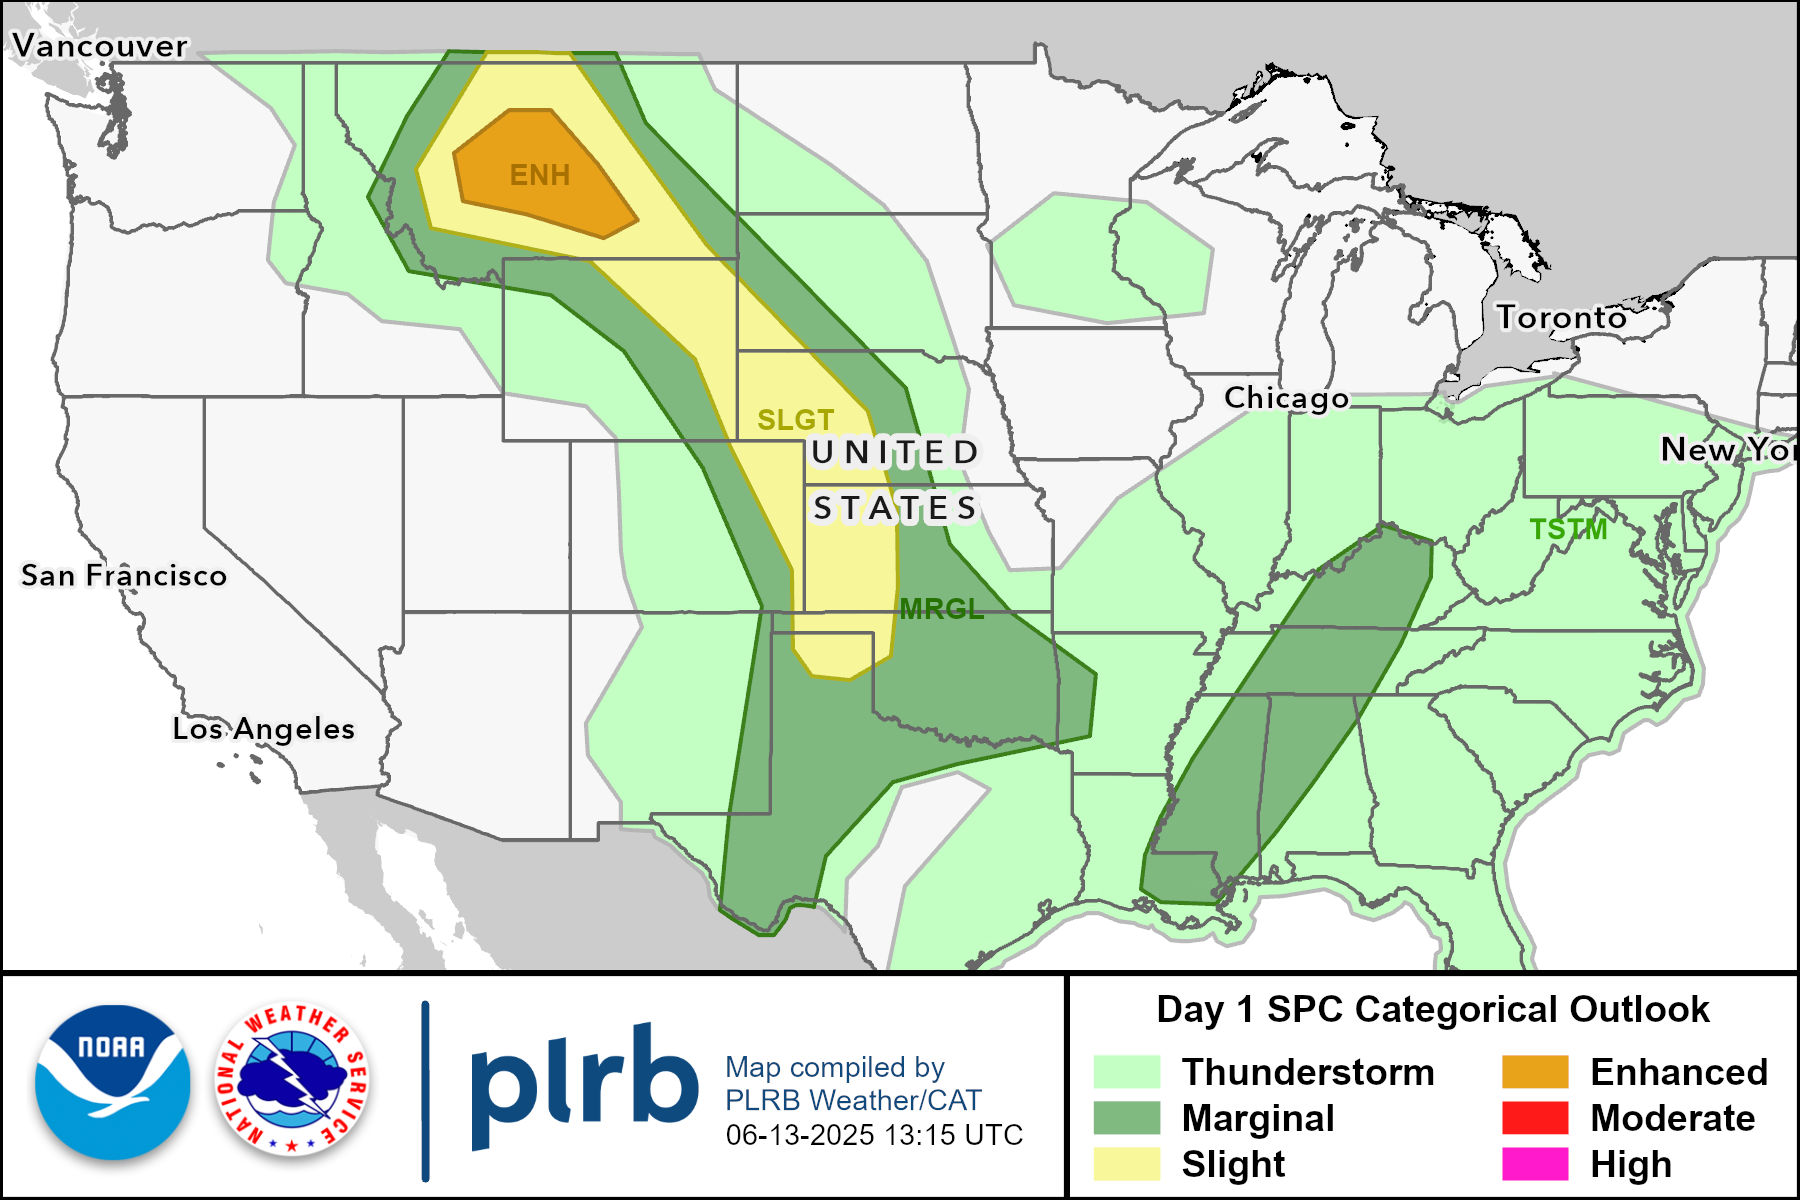 Vancouver
ENH
Toronto
Chicago
SLGT
UNITED
New Yor
STATES
TSTM
San Francisco
MRGL
Los Angeles
Day 1 SPC Categorical Outlook
NOAA
NATIONAL WEATHER SERVICE
plrb
Map compiled by
PLRB Weather/CAT
06-13-2025 13:15 UTC
Thunderstorm
Enhanced
Marginal
Moderate
Slight
High